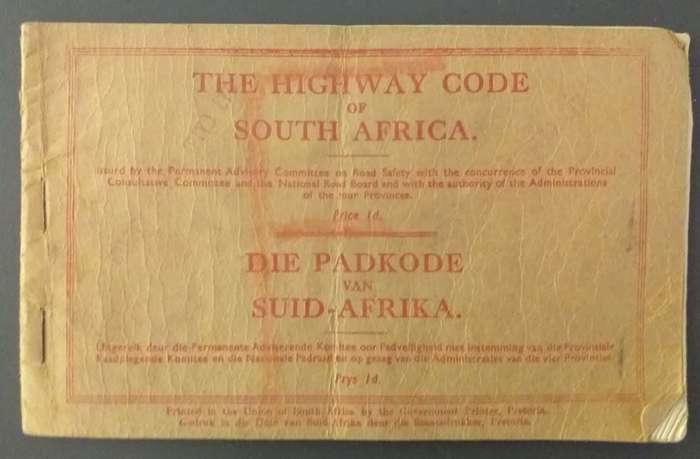 THE HIGHWAY CODE
OF
SOUTH AFRICA.
Issued by the Permanent Advisory Committee on Road Safety with the concurrence of the Provincial
Consultative Committee and the National Road Board and with the authority of the Administrations
of the four Provinces.
Price 1d.
DIE PADKODE
VAN
SUID-AFRIKA.
Uitgereik deur die Permanente Adviserende Komitee oor Padveiligheid met instemming van die Provinsiale
Raadplegende Komitee en die Nasionale Padraad en op gesag van die Administrasies van die vier Provinsies.
Prys 1d.
Printed in the Union of South Africa by the Government Printer, Pretoria.
Gedruk in die Unie van Suid-Afrika deur die Staatsdrukker, Pretoria.